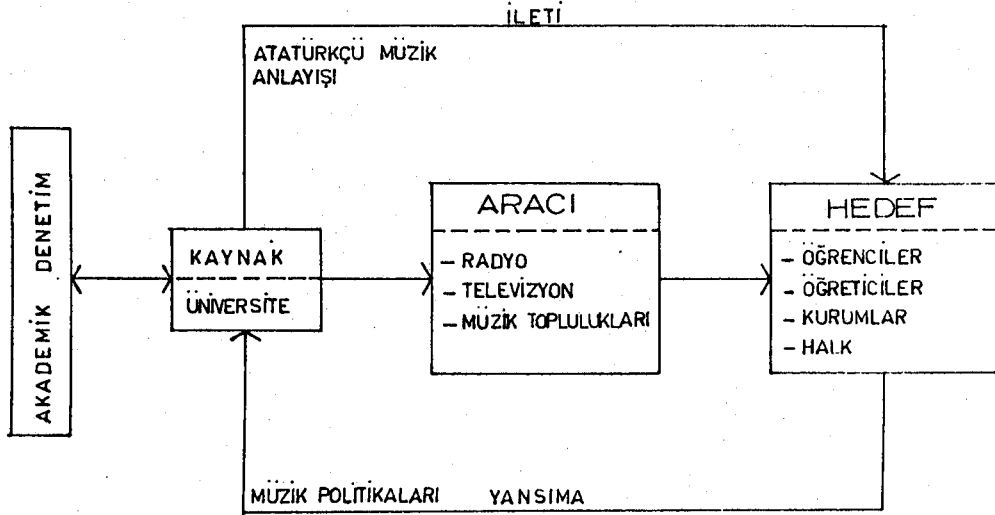 İLETİ
ATATÜRKÇÜ MÜZİK
ANLAYIŞI
AKADEMİK DENETİM
KAYNAK
ÜNİVERSİTE
ARACI
– RADYO
– TELEVİZYON
– MÜZİK TOPLULUKLARI
HEDEF
– ÖĞRENCİLER
– ÖĞRETİCİLER
– KURUMLAR
– HALK
MÜZİK POLİTİKALARI YANSIMA